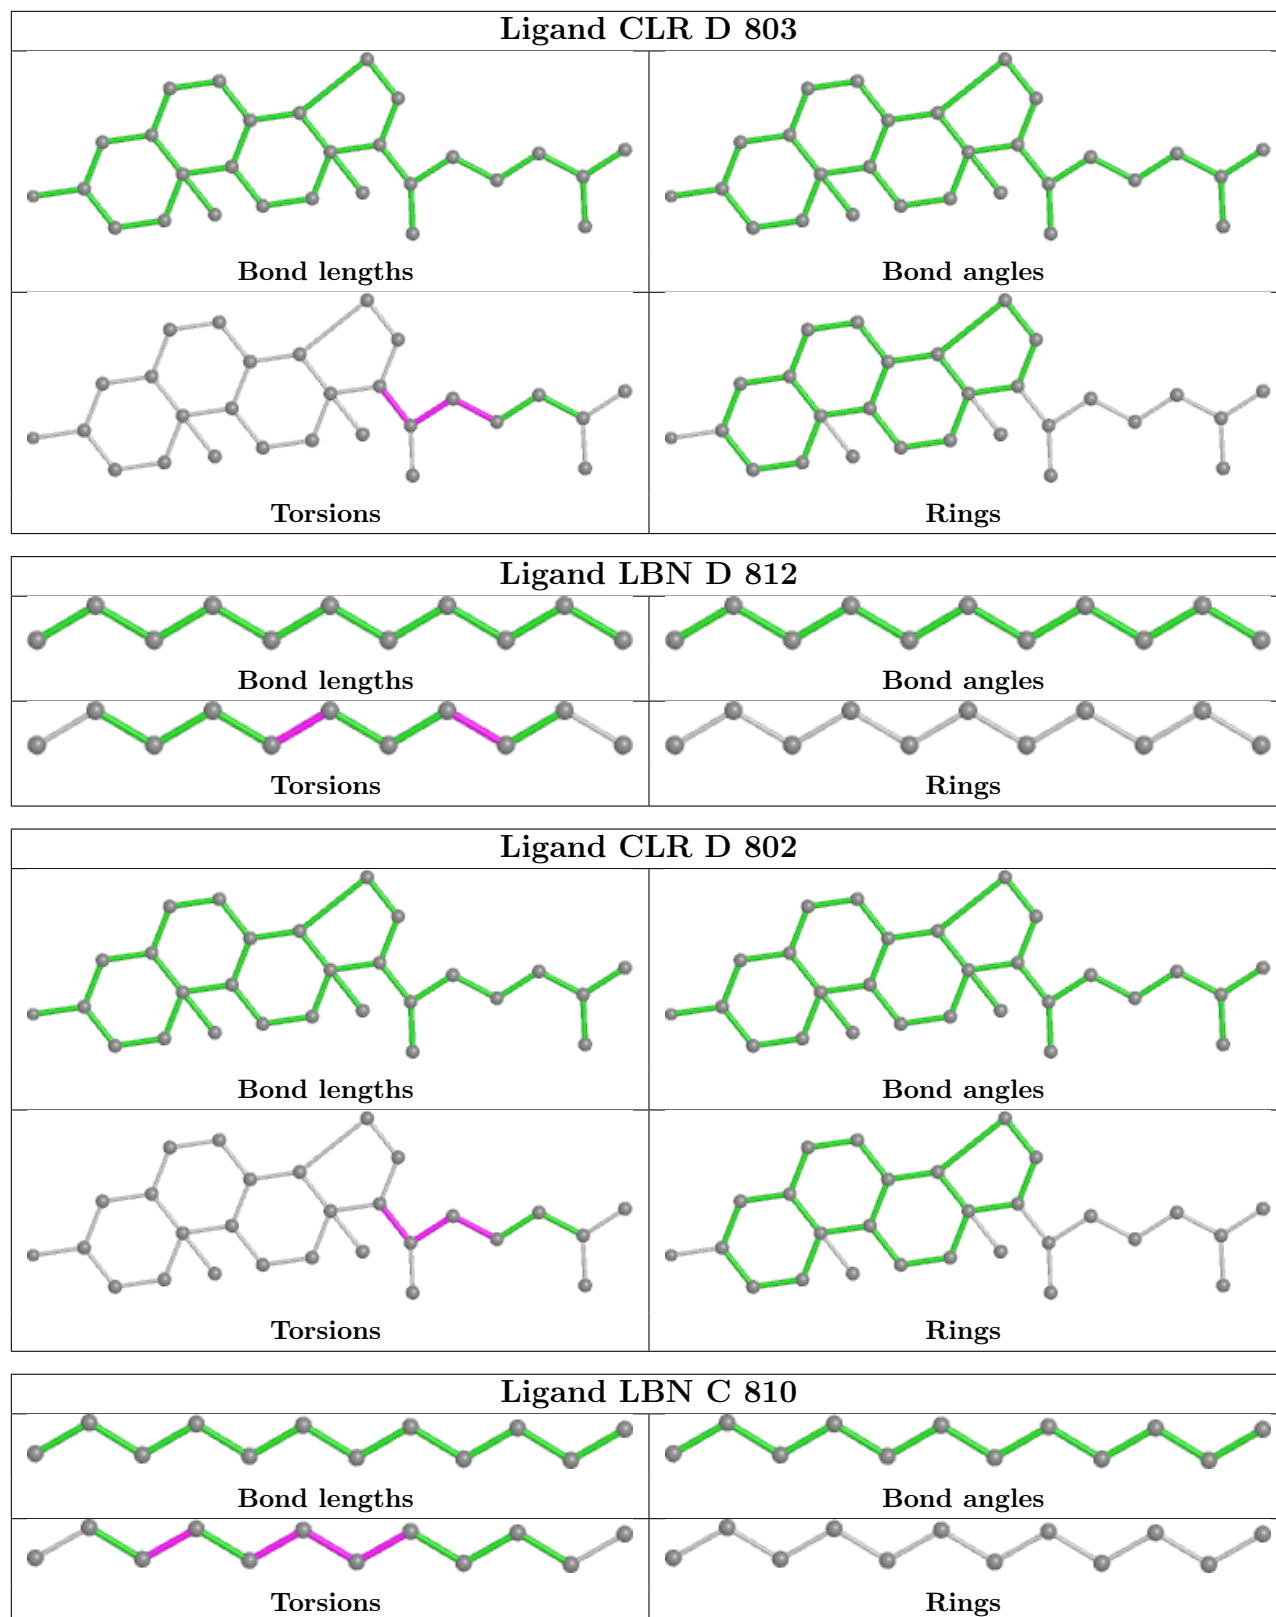 Ligand CLR D 803
Bond lengths
Bond angles
Torsions
Rings
Ligand LBN D 812
Bond lengths
Bond angles
Torsions
Rings
Ligand CLR D 802
Bond lengths
Bond angles
Torsions
Rings
Ligand LBN C 810
Bond lengths
Bond angles
Torsions
Rings